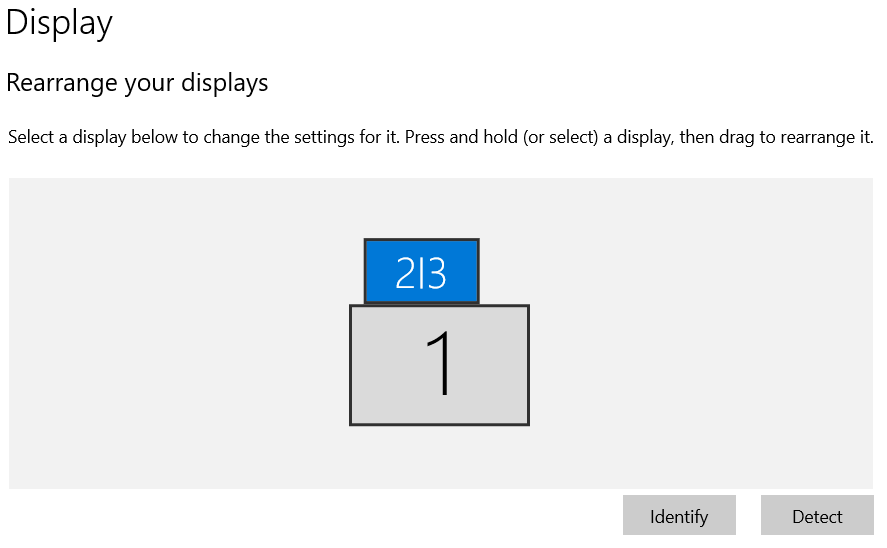 Display
Rearrange your displays
Select a display below to change the settings for it. Press and hold (or select) a display, then drag to rearrange it.
2|3
1
Identify Detect